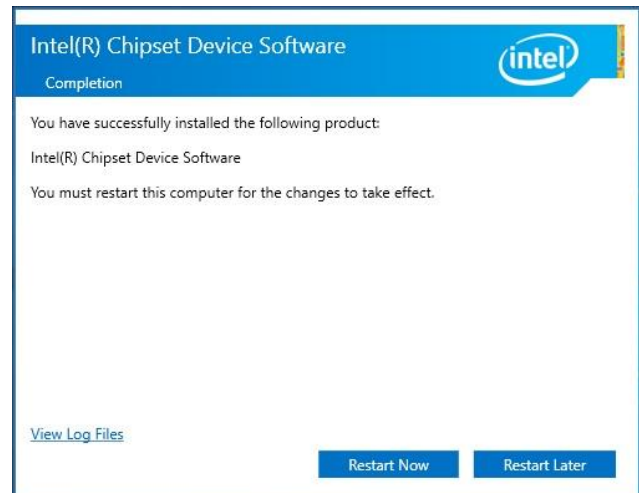 Intel(R) Chipset Device Software
intel
Completion
You have successfully installed the following product:
Intel(R) Chipset Device Software
You must restart this computer for the changes to take effect.
View Log Files
Restart Now
Restart Later